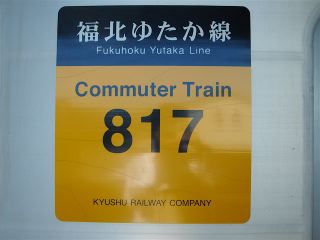 福北ゆたか線
Fukuhoku Yutaka Line
Commuter Train
817
KYUSHU RAILWAY COMPANY